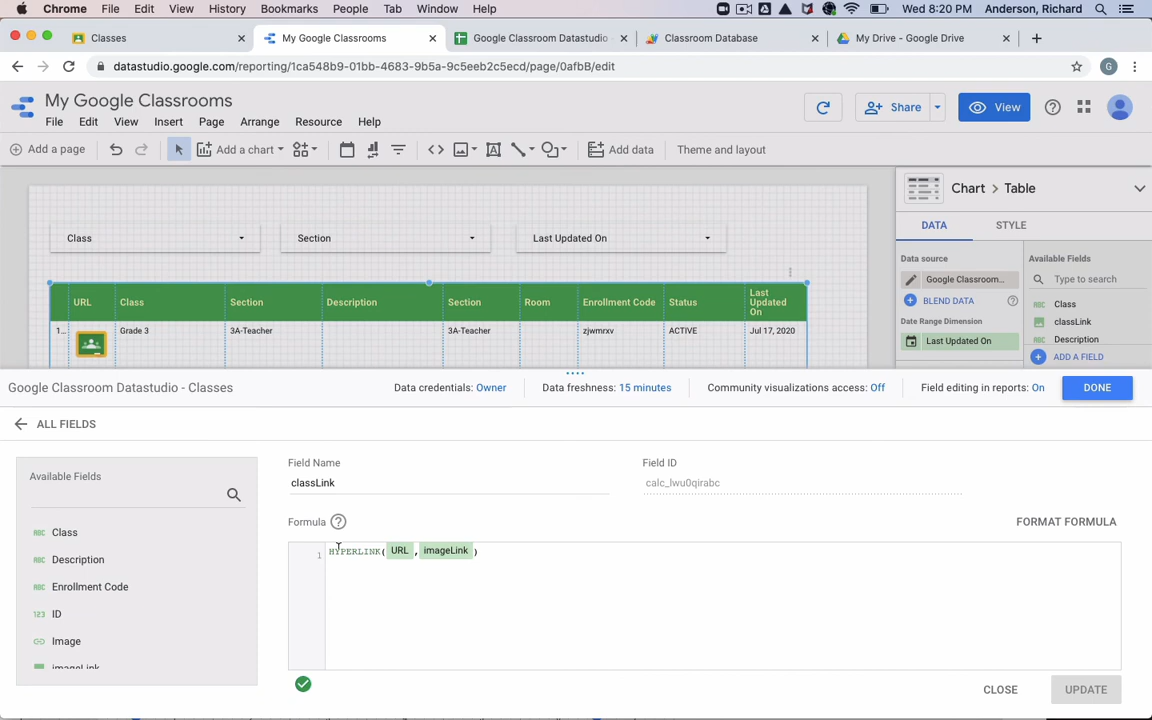 Chrome File Edit View History Bookmarks People Tab Window Help Wed 8:20 PM Anderson, Richard
Classes × My Google Classrooms × Google Classroom Datastudio × Classroom Database × My Drive - Google Drive × +
datastudio.google.com/reporting/1ca548b9-01bb-4683-9b5a-9c5eeb2c5ecd/page/0afbB/edit G
My Google Classrooms
File Edit View Insert Page Arrange Resource Help
Share View
Add a page Add a chart Add data Theme and layout
Chart > Table
DATA STYLE
Class Section Last Updated On
Data source Available Fields
Google Classroom... Type to search
BLEND DATA Class
Date Range Dimension classLink
Last Updated On Description
ADD A FIELD
URL Class Section Description Section Room Enrollment Code Status Last Updated On
1... Grade 3 3A-Teacher 3A-Teacher zjwmrxv ACTIVE Jul 17, 2020
Google Classroom Datastudio - Classes Data credentials: Owner Data freshness: 15 minutes Community visualizations access: Off Field editing in reports: On DONE
ALL FIELDS
Available Fields
ABC Class
ABC Description
ABC Enrollment Code
123 ID
Image
imageLink
Field Name Field ID
classLink calc_lwu0qirabc
Formula FORMAT FORMULA
1 HYPERLINK( URL , imageLink )
CLOSE UPDATE